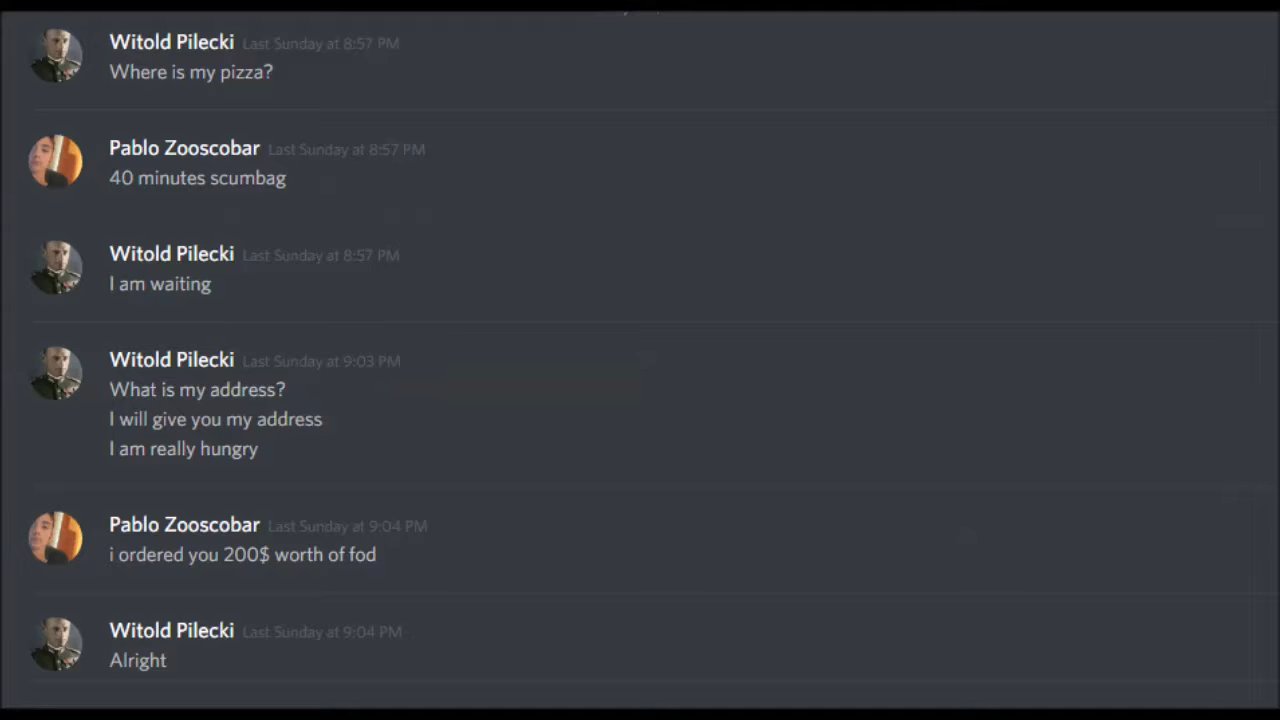 Witold Pilecki Last Sunday at 8:57 PM
Where is my pizza?
Pablo Zooscobar Last Sunday at 8:57 PM
40 minutes scumbag
Witold Pilecki Last Sunday at 8:57 PM
I am waiting
Witold Pilecki Last Sunday at 9:03 PM
What is my address?
I will give you my address
I am really hungry
Pablo Zooscobar Last Sunday at 9:04 PM
i ordered you 200$ worth of fod
Witold Pilecki Last Sunday at 9:04 PM
Alright